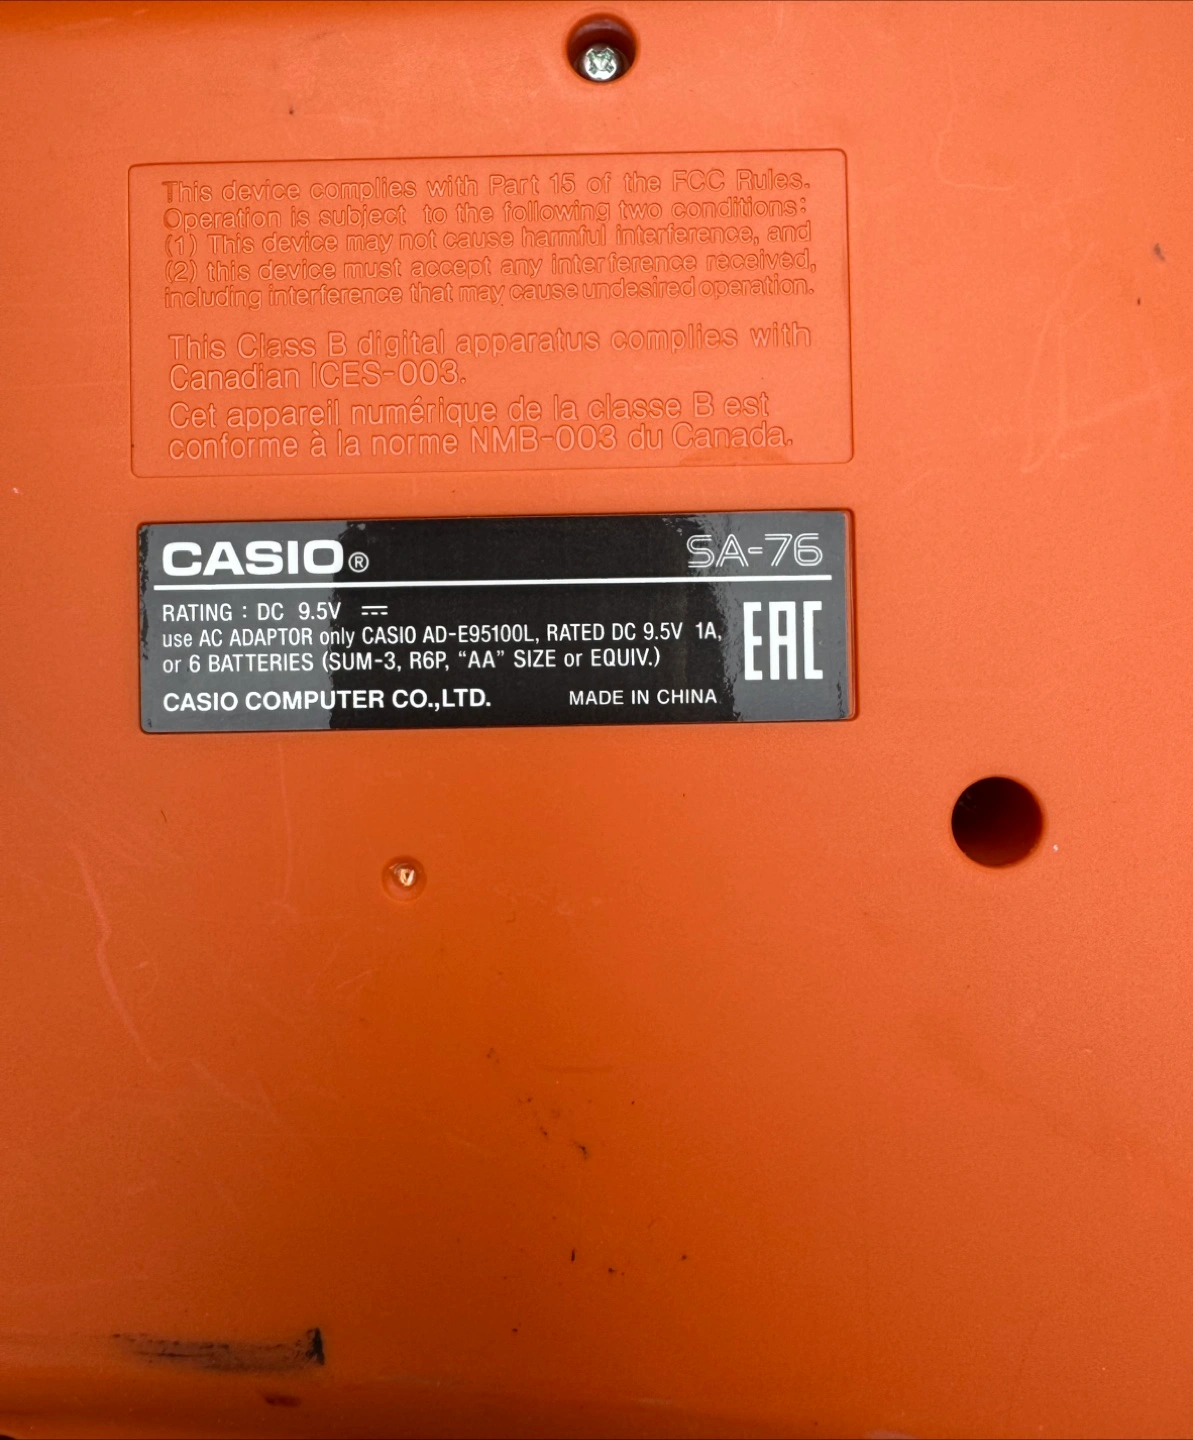 This device complies with Part 15 of the FCC Rules.
Operation is subject to the following two conditions:
(1) This device may not cause harmful interference, and
(2) this device must accept any interference received,
including interference that may cause undesired operation.
This Class B digital apparatus complies with
Canadian ICES-003.
Cet appareil numérique de la classe B est
conforme à la norme NMB-003 du Canada.
CASIO® SA-76
RATING : DC 9.5V ⎓
use AC ADAPTOR only CASIO AD-E95100L, RATED DC 9.5V 1A,
or 6 BATTERIES (SUM-3, R6P, “AA” SIZE or EQUIV.)
EAC
CASIO COMPUTER CO.,LTD. MADE IN CHINA